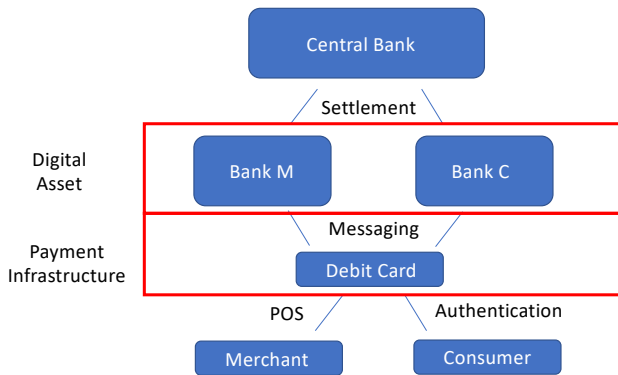 Central Bank
Settlement
Digital
Asset
Bank M
Bank C
Messaging
Payment
Infrastructure
Debit Card
POS
Authentication
Merchant
Consumer